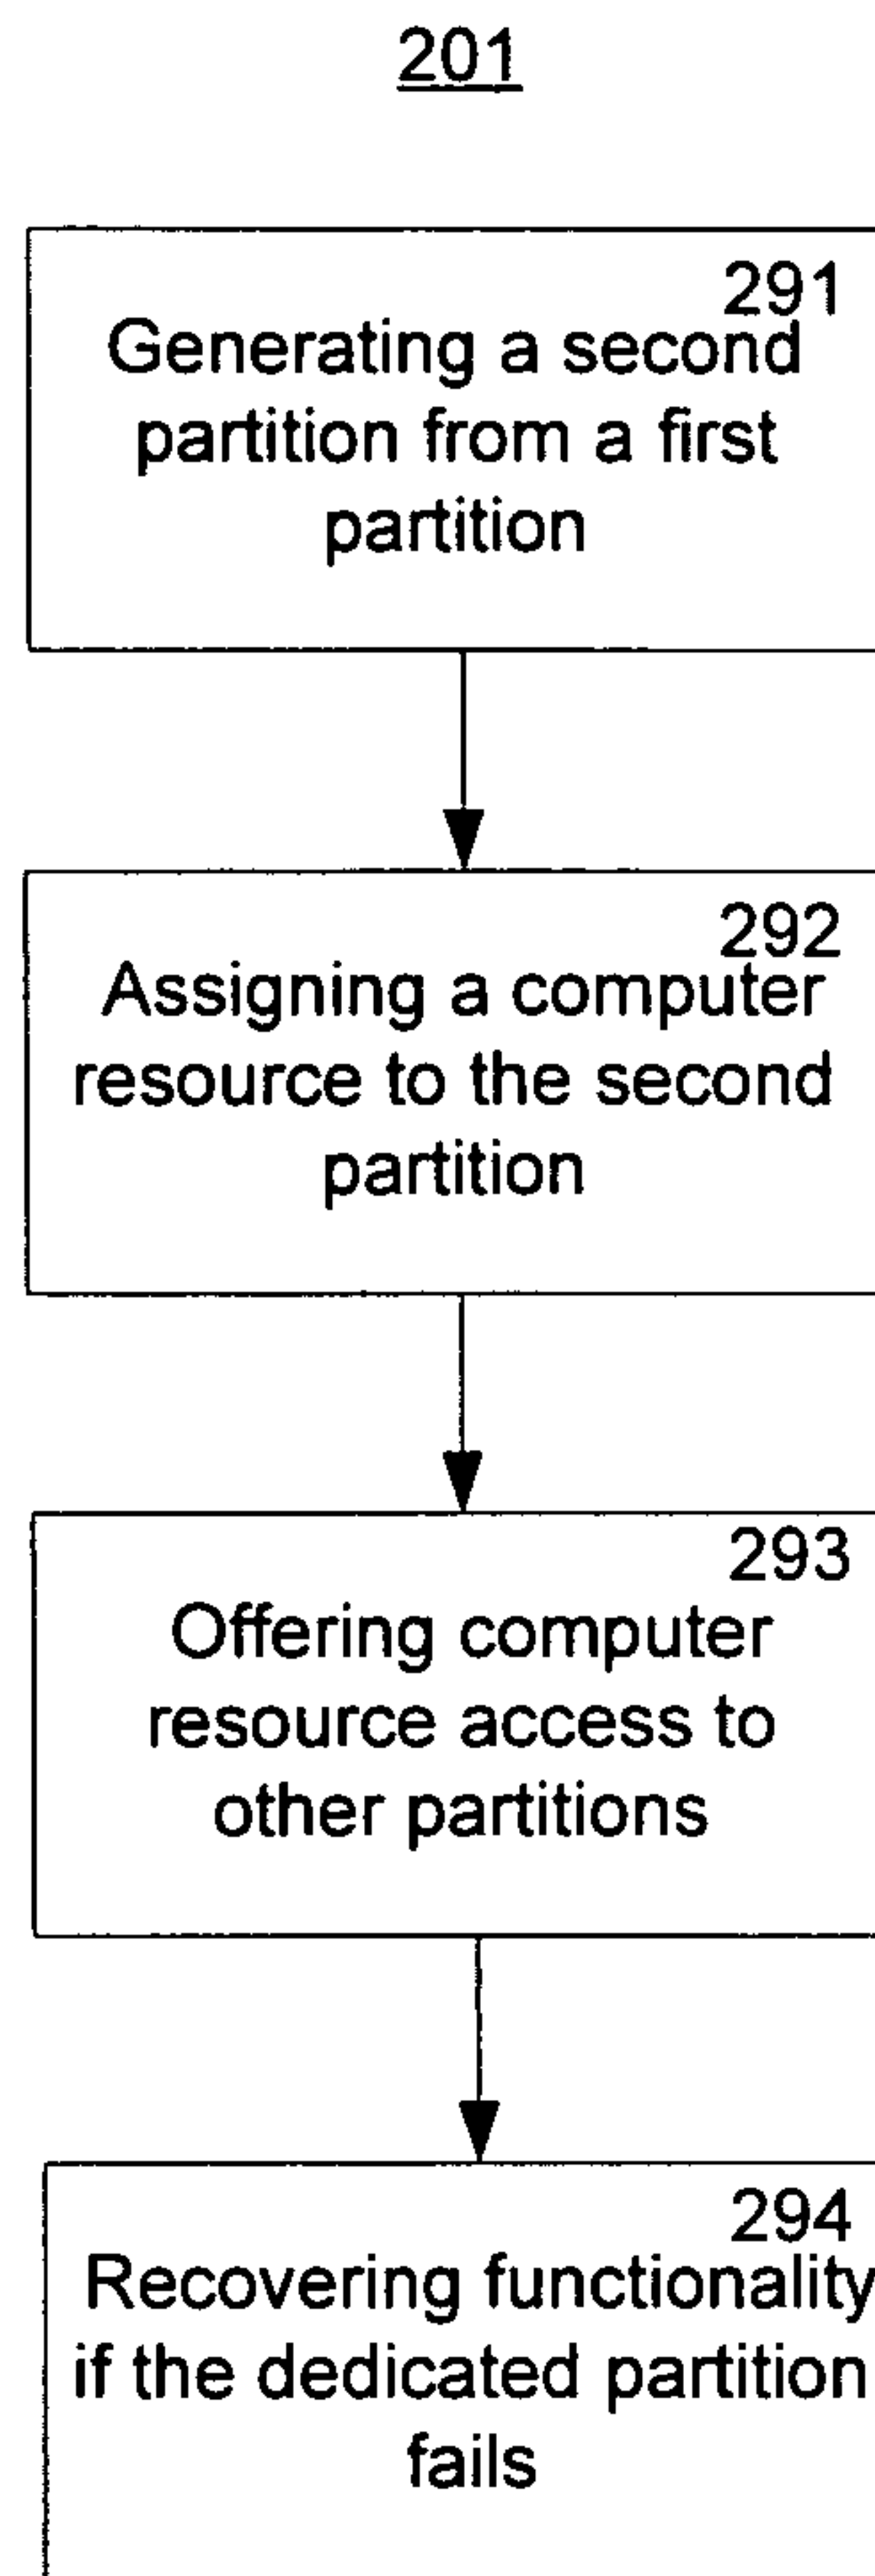 201
291
Generating a second
partition from a first
partition
292
Assigning a computer
resource to the second
partition
293
Offering computer
resource access to
other partitions
294
Recovering functionality
if the dedicated partition
fails